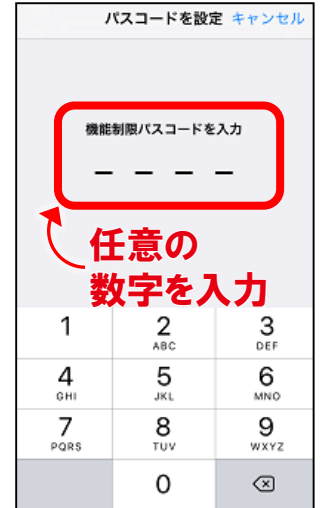 パスコードを設定 キャンセル
機能制限パスコードを入力
任意の
数字を入力
1 2 3
ABC DEF
4 5 6
GHI JKL MNO
7 8 9
PQRS TUV WXYZ
0